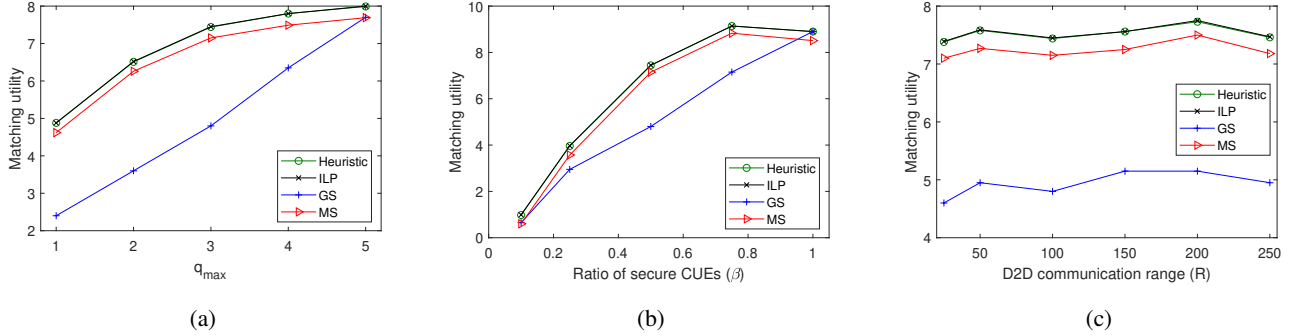 8
7
6
5
4
3
2
1
2
3
4
5
Matching utility
q_max
Heuristic
ILP
GS
MS
(a)
10
8
6
4
2
0
0
0.2
0.4
0.6
0.8
1
Matching utility
Ratio of secure CUEs (β)
Heuristic
ILP
GS
MS
(b)
8
7
6
5
4
50
100
150
200
250
Matching utility
D2D communication range (R)
Heuristic
ILP
GS
MS
(c)